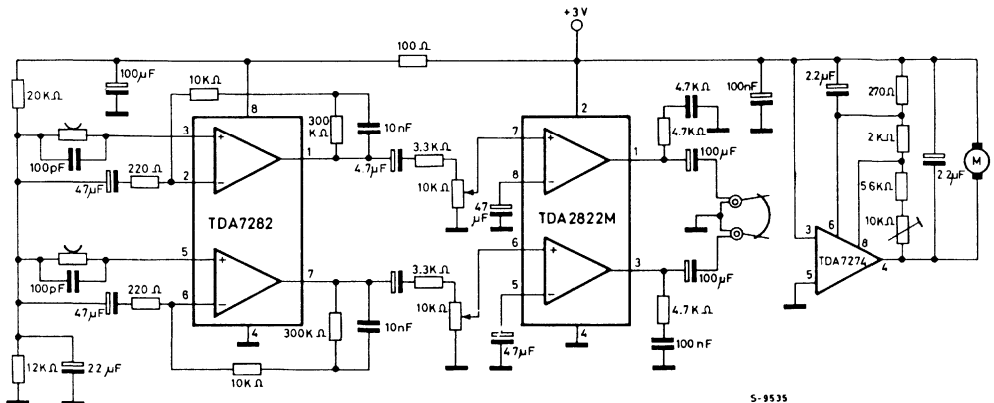 +3V
100Ω
100µF
20KΩ
10KΩ
8
300
KΩ
10nF
3
1
100pF
47µF
220Ω
2
4.7µF
3.3KΩ
10KΩ
TDA7282
5
7
100pF
47µF
220Ω
6
4
300KΩ
10nF
3.3KΩ
10KΩ
12KΩ
22µF
10KΩ
2
7
1
8
47
µF
TDA2822M
6
3
5
47µF
4
4.7KΩ
4.7KΩ
100µF
100µF
4.7KΩ
100nF
100nF
2.2µF
270Ω
2KΩ
2.2µF
M
56KΩ
10KΩ
6
8
3
TDA7274
4
5
S-9535